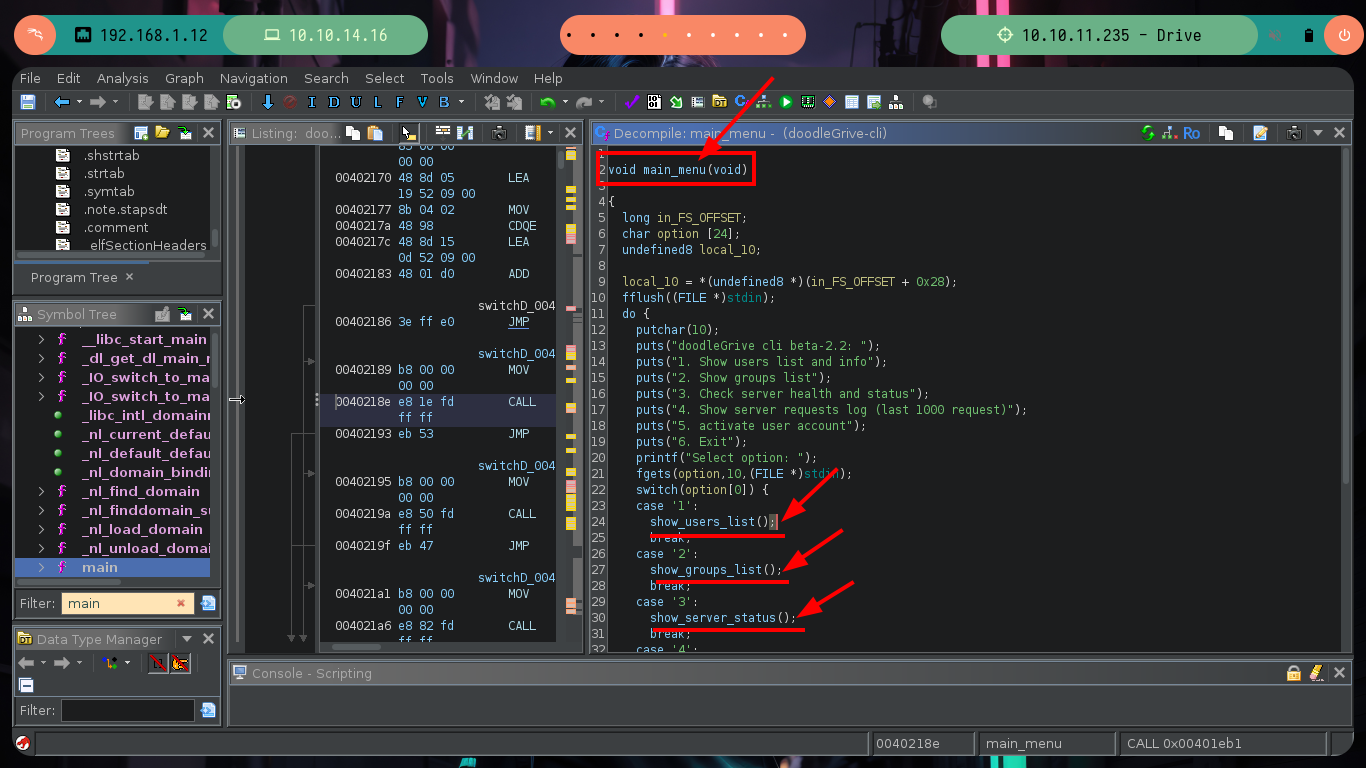 192.168.1.12
10.10.14.16
10.10.11.235 - Drive
File Edit Analysis Graph Navigation Search Select Tools Window Help
I D U L F V B
Program Trees
.shstrtab
.strtab
.symtab
.note.stapsdt
.comment
_elfSectionHeaders
Program Tree
Symbol Tree
__libc_start_main
_dl_get_dl_main_
_IO_switch_to_ma
_IO_switch_to_ma
_libc_intl_domain
_nl_current_defau
_nl_default_defau
_nl_domain_bindi
_nl_find_domain
_nl_finddomain_s
_nl_load_domain
_nl_unload_domai
main
Filter: main
Data Type Manager
Filter:
Listing: doo...
00 00
00402170 48 8d 05 LEA
19 52 09 00
00402177 8b 04 02 MOV
0040217a 48 98 CDQE
0040217c 48 8d 15 LEA
0d 52 09 00
00402183 48 01 d0 ADD
switchD_004
00402186 3e ff e0 JMP
switchD_004
00402189 b8 00 00 MOV
00 00
0040218e e8 1e fd CALL
ff ff
00402193 eb 53 JMP
switchD_004
00402195 b8 00 00 MOV
00 00
0040219a e8 50 fd CALL
ff ff
0040219f eb 47 JMP
switchD_004
004021a1 b8 00 00 MOV
00 00
004021a6 e8 82 fd CALL
ff ff
Decompile: main_menu - (doodleGrive-cli)
Ro
1
2 void main_menu(void)
3
4 {
5 long in_FS_OFFSET;
6 char option [24];
7 undefined8 local_10;
8
9 local_10 = *(undefined8 *)(in_FS_OFFSET + 0x28);
10 fflush((FILE *)stdin);
11 do {
12 putchar(10);
13 puts("doodleGrive cli beta-2.2: ");
14 puts("1. Show users list and info");
15 puts("2. Show groups list");
16 puts("3. Check server health and status");
17 puts("4. Show server requests log (last 1000 request)");
18 puts("5. activate user account");
19 puts("6. Exit");
20 printf("Select option: ");
21 fgets(option,10,(FILE *)stdin);
22 switch(option[0]) {
23 case '1':
24 show_users_list();
25 break;
26 case '2':
27 show_groups_list();
28 break;
29 case '3':
30 show_server_status();
31 break;
32 case '4':
Console - Scripting
0040218e main_menu CALL 0x00401eb1